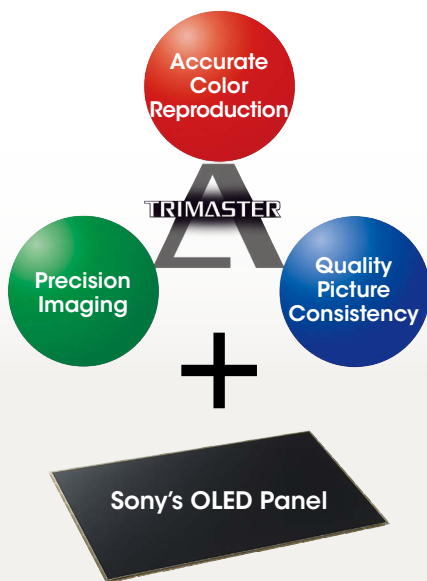 Accurate
Color
Reproduction
TRIMASTER
Precision
Imaging
Quality
Picture
Consistency
+
Sony's OLED Panel